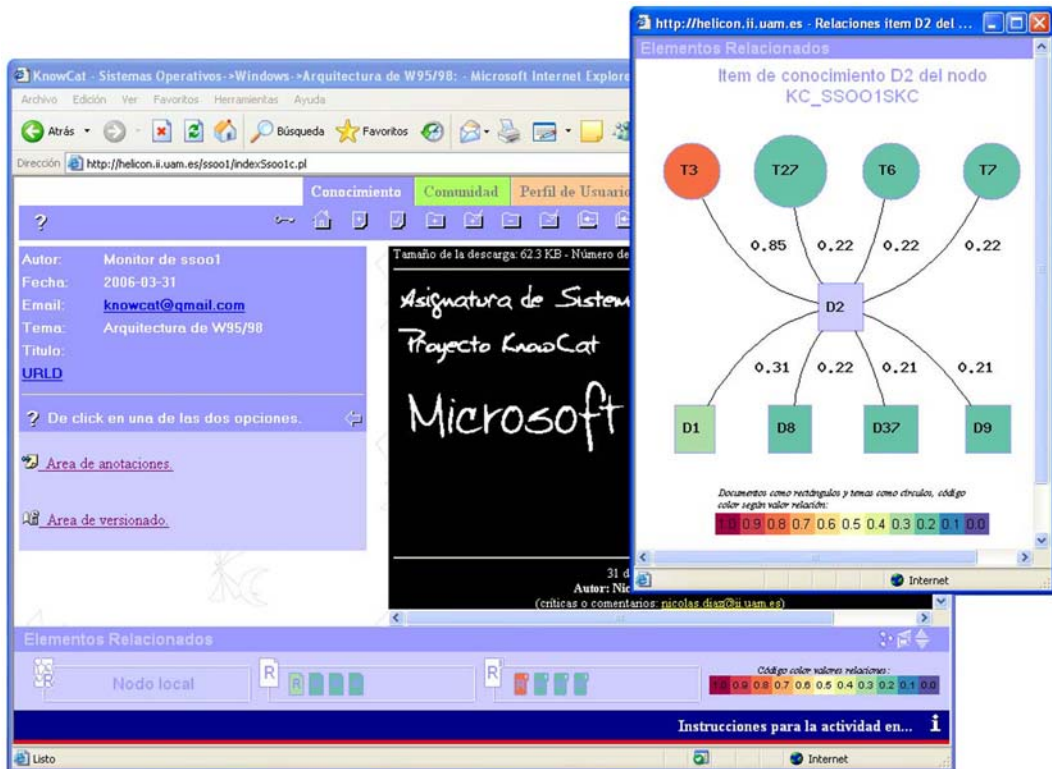 http://helicon.ii.uam.es - Relaciones ítem D2 del ...
Elementos Relacionados
Item de conocimiento D2 del nodo
KC_SSOO1SKC
T3
T27
T6
T7
0.85
0.22
0.22
0.22
D2
0.31
0.22
0.21
0.21
D1
D8
D37
D9
Documentos como rectángulos y temas como círculos, código
color según valor relación:
1.0 0.9 0.8 0.7 0.6 0.5 0.4 0.3 0.2 0.1 0.0
Internet
KnowCat - Sistemas Operativos->Windows->Arquitectura de W95/98: - Microsoft Internet Explore
Archivo Edición Ver Favoritos Herramientas Ayuda
Atrás Búsqueda Favoritos
Dirección http://helicon.ii.uam.es/ssoo1/indexSsoo1c.pl
Conocimiento Comunidad Perfil de Usuario
?
Autor: Monitor de ssoo1
Fecha: 2006-03-31
Email: knowcat@gmail.com
Tema: Arquitectura de W95/98
Titulo:
URLD
? De click en una de las dos opciones.
Area de anotaciones.
Area de versionado.
Tamaño de la descarga: 62.3 KB - Número de
Asignatura de Sistem
Proyecto KnowCat
Microsoft
31 d
Autor: Nic
(críticas o comentarios: nicolas.diaz@ii.uam.es)
Elementos Relacionados
Nodo local
R
R
R
Código color valores relaciones:
1.0 0.9 0.8 0.7 0.6 0.5 0.4 0.3 0.2 0.1 0.0
Instrucciones para la actividad en... i
Listo
Internet